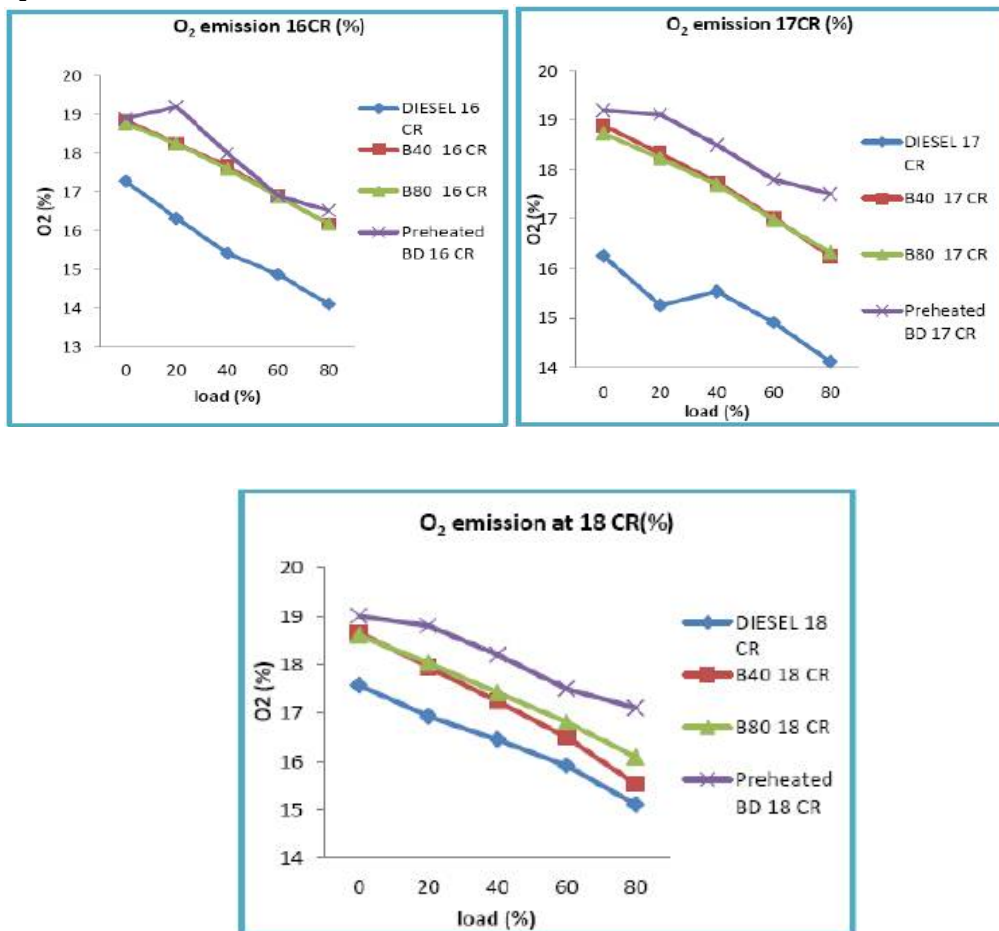 O₂ emission 16CR (%)
20
19
18
17
16
15
14
13
O2 (%)
0 20 40 60 80
load (%)
DIESEL 16
CR
B40 16 CR
B80 16 CR
Preheated
BD 16 CR
O₂ emission 17CR (%)
20
19
18
17
16
15
14
O2 (%)
0 20 40 60 80
load (%)
DIESEL 17
CR
B40 17 CR
B80 17 CR
Preheated
BD 17 CR
O₂ emission at 18 CR(%)
20
19
18
17
16
15
14
O2 (%)
0 20 40 60 80
load (%)
DIESEL 18
CR
B40 18 CR
B80 18 CR
Preheated
BD 18 CR